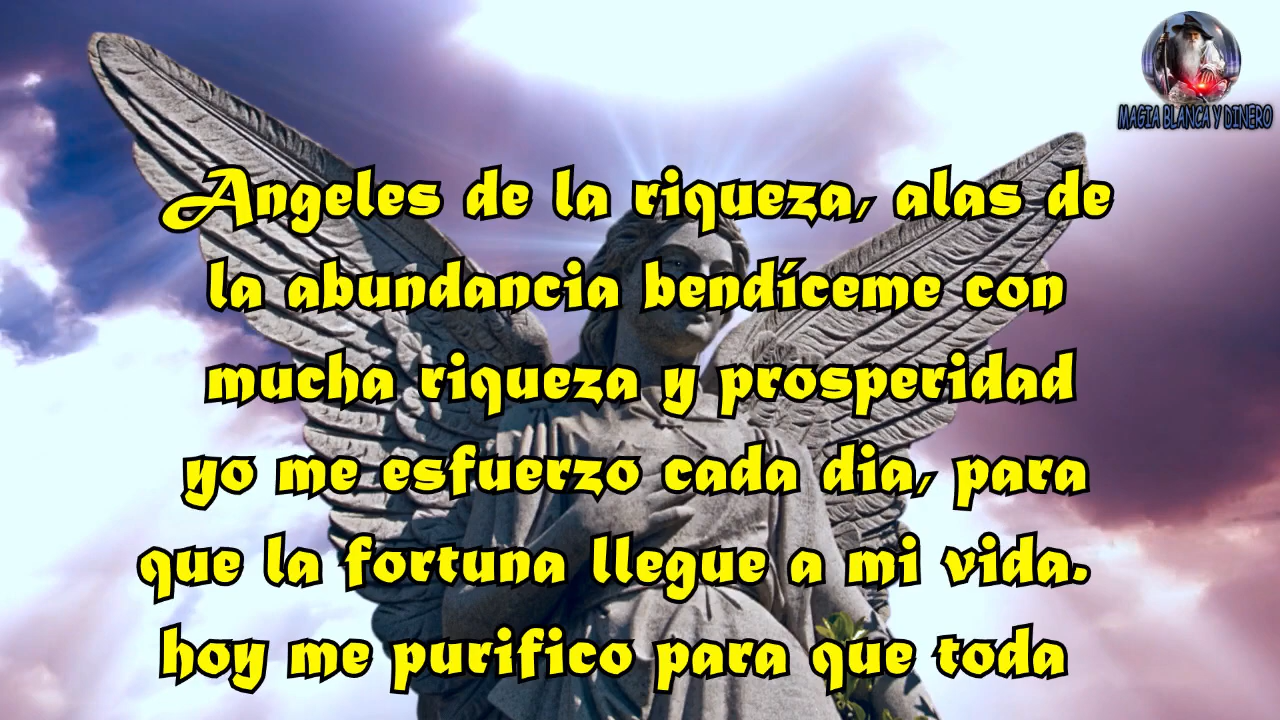 MAGIA BLANCA Y DINERO
Angeles de la riqueza, alas de
la abundancia bendíceme con
mucha riqueza y prosperidad
yo me esfuerzo cada dia, para
que la fortuna llegue a mi vida.
hoy me purifico para que toda